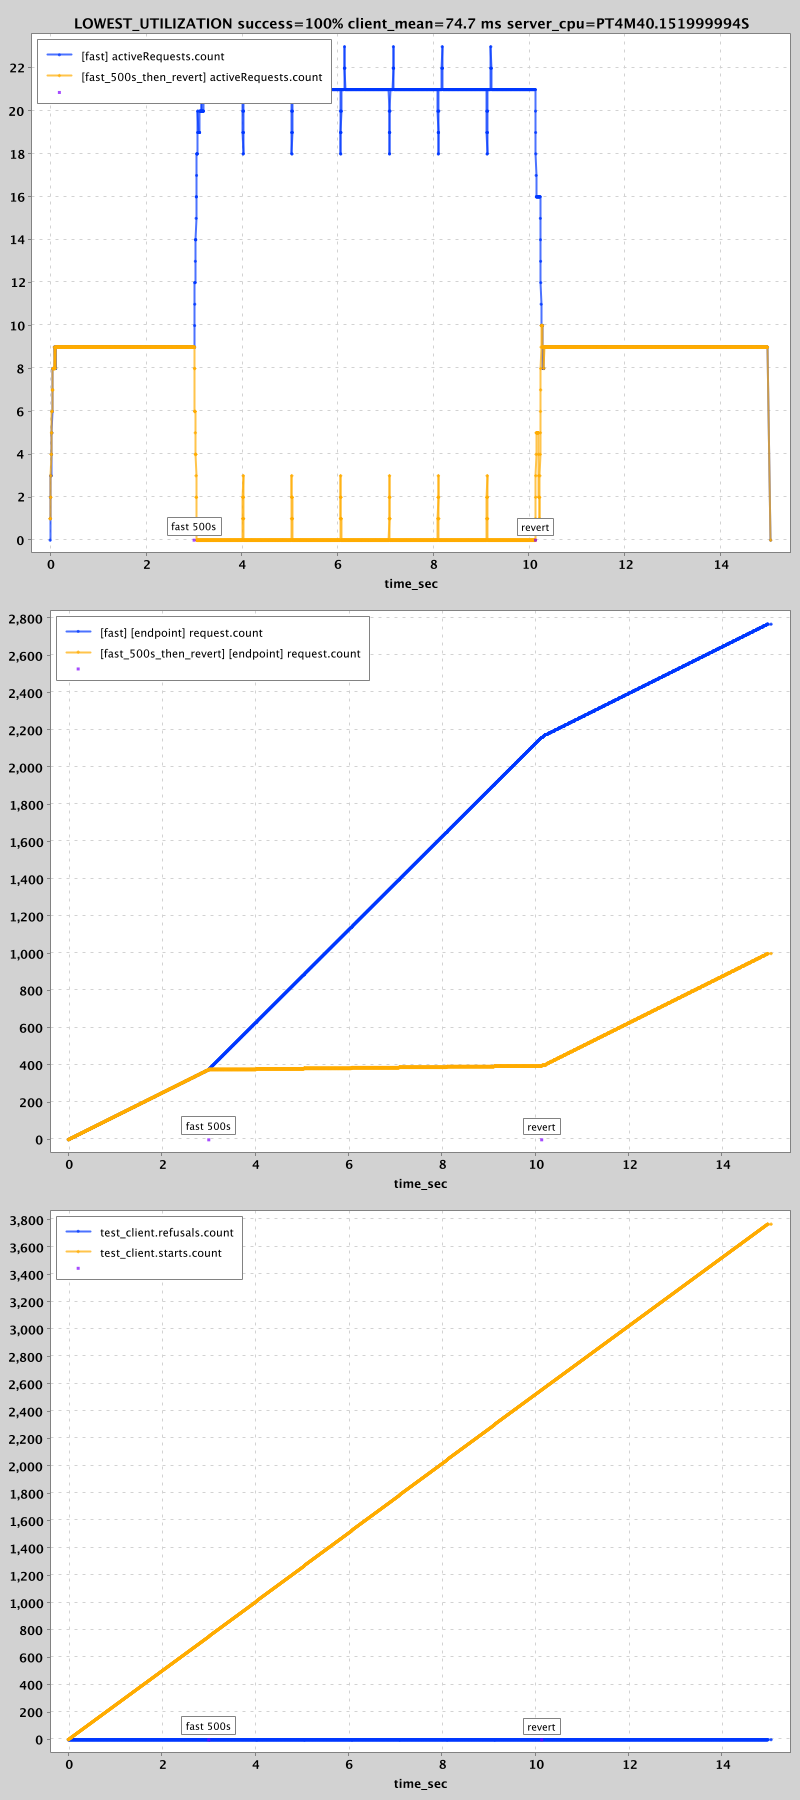 LOWEST_UTILIZATION success=100% client_mean=74.7 ms server_cpu=PT4M40.151999994S
[fast] activeRequests.count
[fast_500s_then_revert] activeRequests.count
22
20
18
16
14
12
10
8
6
4
2
0
fast 500s
revert
0 2 4 6 8 10 12 14
time_sec
2,800
[fast] [endpoint] request.count
[fast_500s_then_revert] [endpoint] request.count
2,600
2,400
2,200
2,000
1,800
1,600
1,400
1,200
1,000
800
600
400
200
0
fast 500s
revert
0 2 4 6 8 10 12 14
time_sec
3,800
test_client.refusals.count
test_client.starts.count
3,600
3,400
3,200
3,000
2,800
2,600
2,400
2,200
2,000
1,800
1,600
1,400
1,200
1,000
800
600
400
200
0
fast 500s
revert
0 2 4 6 8 10 12 14
time_sec